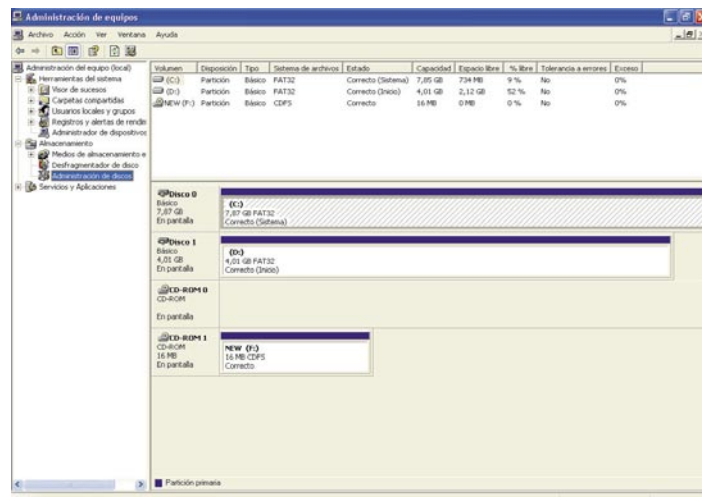 Administración de equipos
Archivo Acción Ver Ventana Ayuda
Administración del equipo (local)
Herramientas del sistema
Visor de sucesos
Carpetas compartidas
Usuarios locales y grupos
Registros y alertas de rendin
Administrador de dispositivos
Almacenamiento
Medios de almacenamiento e
Desfragmentador de disco
Administración de discos
Servicios y Aplicaciones
Volumen Disposición Tipo Sistema de archivos Estado Capacidad Espacio libre % libre Tolerancia a errores Exceso
(C:) Partición Básico FAT32 Correcto (Sistema) 7,85 GB 734 MB 9 % No 0%
(D:) Partición Básico FAT32 Correcto (Inicio) 4,01 GB 2,12 GB 52 % No 0%
NEW (F:) Partición Básico CDFS Correcto 16 MB 0 MB 0 % No 0%
Disco 0
Básico
7,87 GB
En pantalla
(C:)
7,87 GB FAT32
Correcto (Sistema)
Disco 1
Básico
4,01 GB
En pantalla
(D:)
4,01 GB FAT32
Correcto (Inicio)
CD-ROM 0
CD-ROM
En pantalla
CD-ROM 1
CD-ROM
16 MB
En pantalla
NEW (F:)
16 MB CDFS
Correcto
Partición primaria